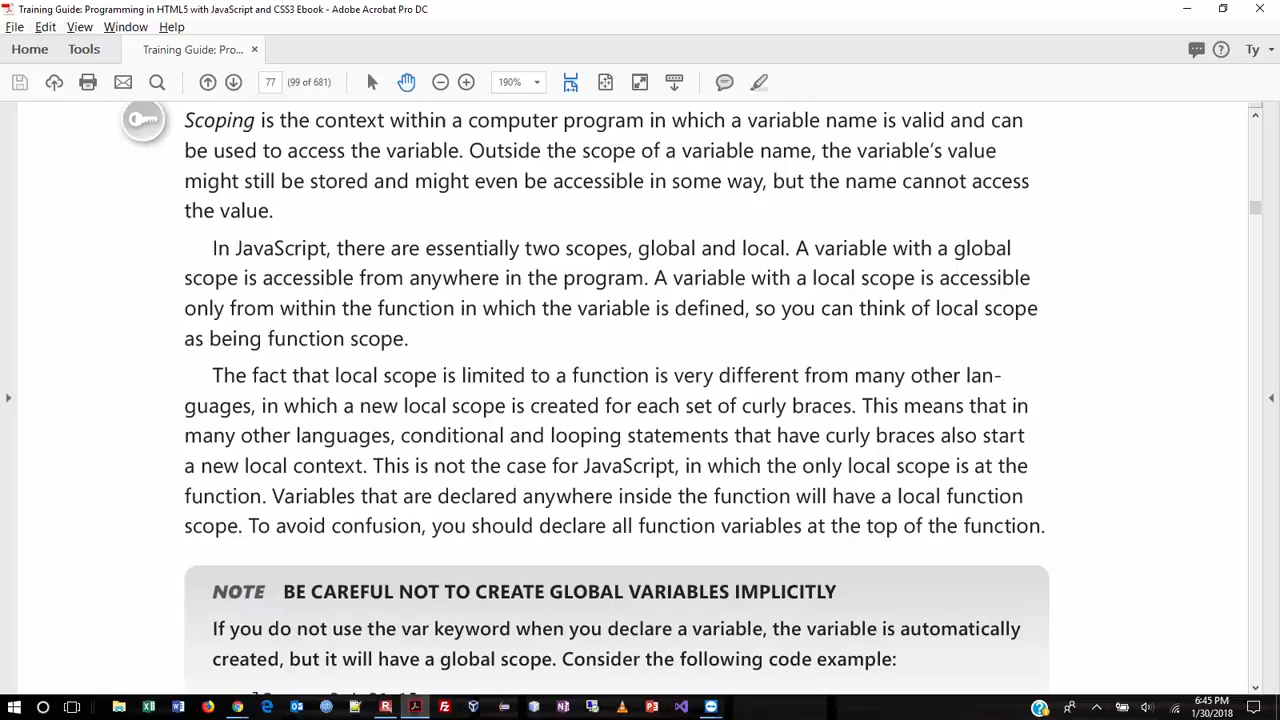 Training Guide: Programming in HTML5 with JavaScript and CSS3 Ebook - Adobe Acrobat Pro DC
File Edit View Window Help
Home Tools Training Guide: Pro... × Ty
77 (99 of 681) 190%
Scoping is the context within a computer program in which a variable name is valid and can
be used to access the variable. Outside the scope of a variable name, the variable's value
might still be stored and might even be accessible in some way, but the name cannot access
the value.
In JavaScript, there are essentially two scopes, global and local. A variable with a global
scope is accessible from anywhere in the program. A variable with a local scope is accessible
only from within the function in which the variable is defined, so you can think of local scope
as being function scope.
The fact that local scope is limited to a function is very different from many other lan-
guages, in which a new local scope is created for each set of curly braces. This means that in
many other languages, conditional and looping statements that have curly braces also start
a new local context. This is not the case for JavaScript, in which the only local scope is at the
function. Variables that are declared anywhere inside the function will have a local function
scope. To avoid confusion, you should declare all function variables at the top of the function.
NOTE BE CAREFUL NOT TO CREATE GLOBAL VARIABLES IMPLICITLY
If you do not use the var keyword when you declare a variable, the variable is automatically
created, but it will have a global scope. Consider the following code example:
6:45 PM
1/30/2018